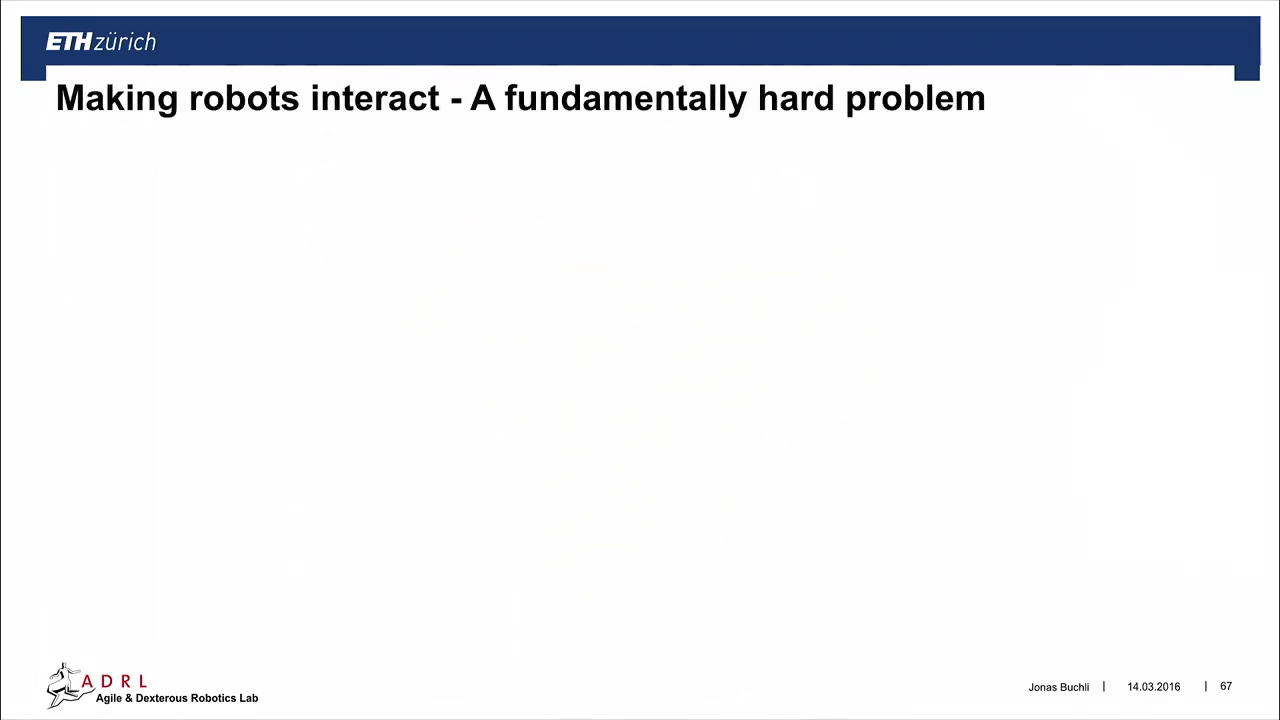 ETH zürich
Making robots interact - A fundamentally hard problem
A D R L
Agile & Dexterous Robotics Lab
Jonas Buchli | 14.03.2016 | 67